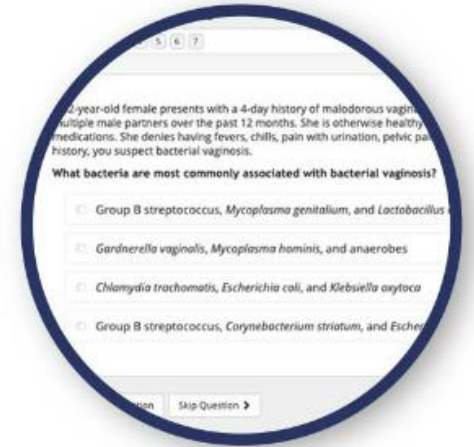 5 6 7
2-year-old female presents with a 4-day history of malodorous
multiple male partners over the past 12 months. She is otherwise healthy
medications. She denies having fevers, chills, pain with urination, pelvic
history, you suspect bacterial vaginosis.
What bacteria are most commonly associated with bacterial vaginosis?
Group B streptococcus, Mycoplasma genitalium, and Lactobacillus
Gardnerella vaginalis, Mycoplasma hominis, and anaerobes
Chlamydia trachomatis, Escherichia coli, and Klebsiella oxytoca
Group B streptococcus, Corynebacterium striatum, and
Skip Question >